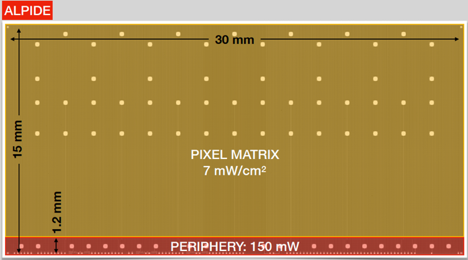 ALPIDE
30 mm
15 mm
PIXEL MATRIX
7 mW/cm²
1.2 mm
PERIPHERY: 150 mW